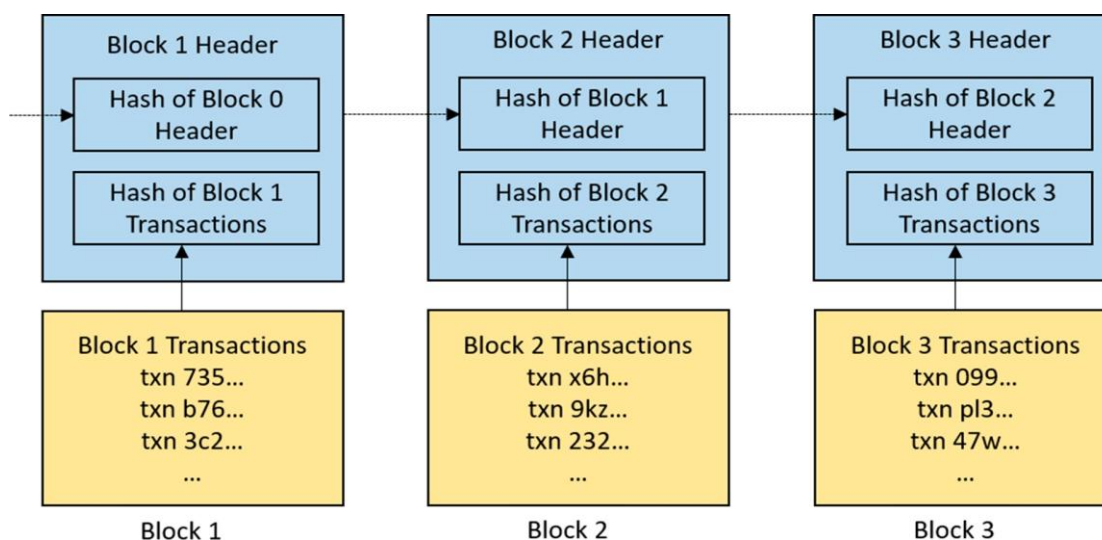 Block 1 Header
Hash of Block 0
Header
Hash of Block 1
Transactions
Block 1 Transactions
txn 735...
txn b76...
txn 3c2...
...
Block 1
Block 2 Header
Hash of Block 1
Header
Hash of Block 2
Transactions
Block 2 Transactions
txn x6h...
txn 9kz...
txn 232...
...
Block 2
Block 3 Header
Hash of Block 2
Header
Hash of Block 3
Transactions
Block 3 Transactions
txn 099...
txn pl3...
txn 47w...
...
Block 3